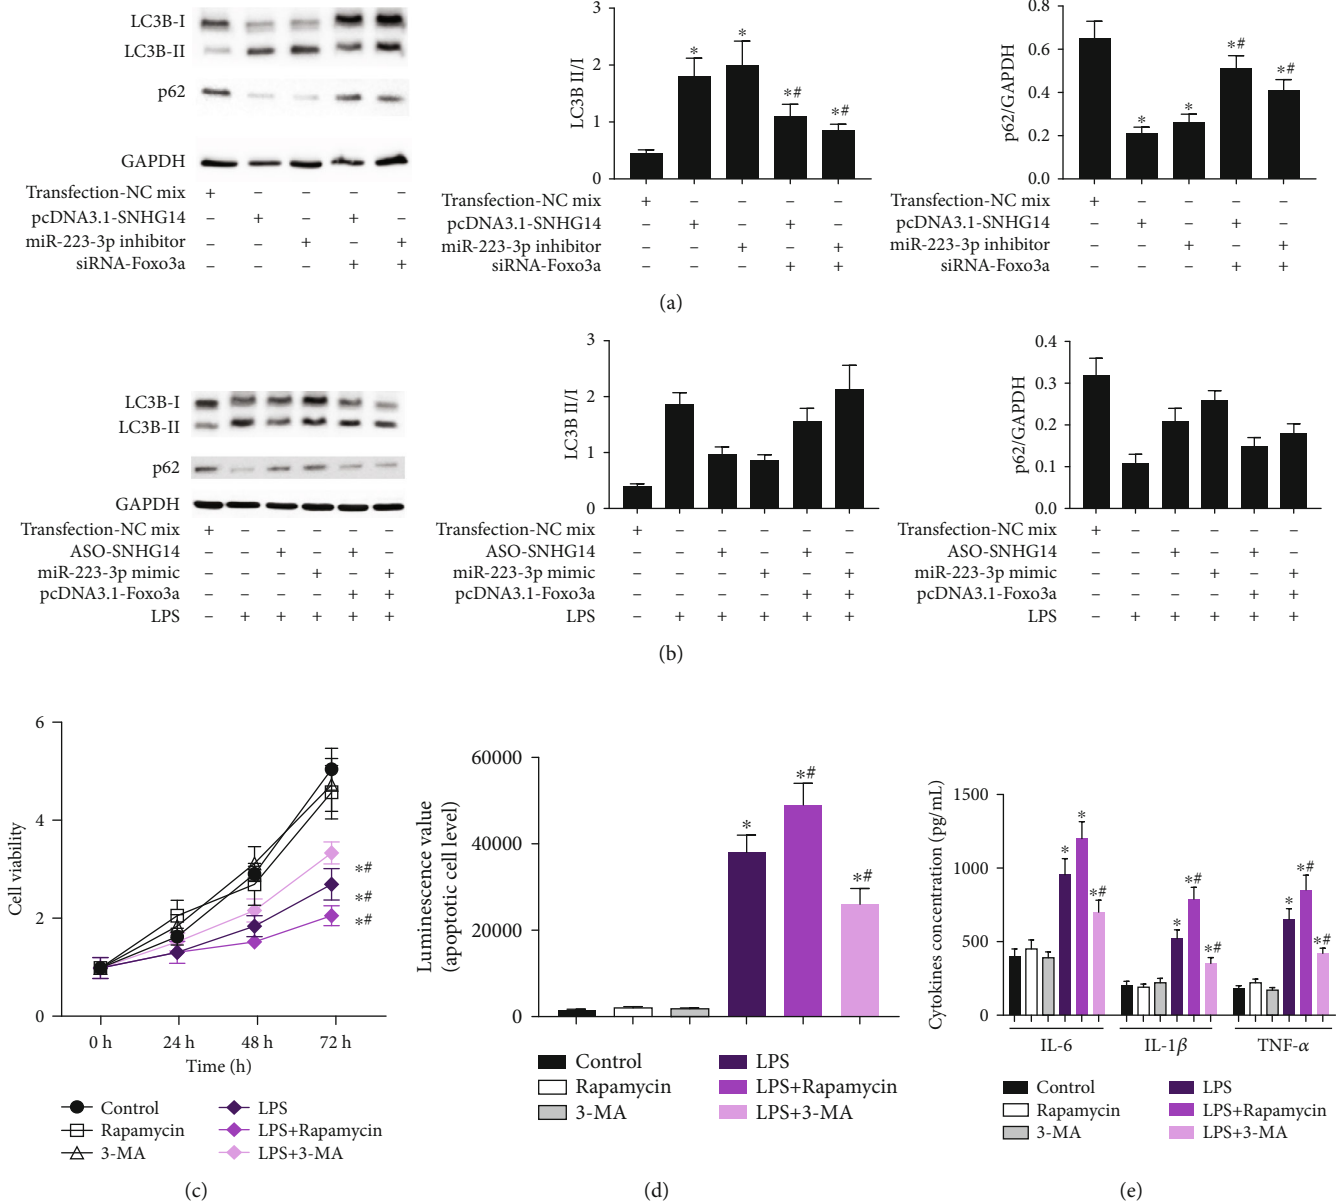 LC3B-I
LC3B-II
p62
GAPDH
Transfection-NC mix + – – – –
pcDNA3.1-SNHG14 – + – + –
miR-223-3p inhibitor – – + – +
siRNA-Foxo3a – – – + +
3
2
1
0
LC3B II/I
* * *# *#
Transfection-NC mix + – – – –
pcDNA3.1-SNHG14 – + – + –
miR-223-3p inhibitor – – + – +
siRNA-Foxo3a – – – + +
0.8
0.6
0.4
0.2
0.0
p62/GAPDH
* * *# *#
Transfection-NC mix + – – – –
pcDNA3.1-SNHG14 – + – + –
miR-223-3p inhibitor – – + – +
siRNA-Foxo3a – – – + +
(a)
LC3B-I
LC3B-II
p62
GAPDH
Transfection-NC mix + – – – – –
ASO-SNHG14 – – + – + –
miR-223-3p mimic – – – + – +
pcDNA3.1-Foxo3a – – – – + +
LPS – + + + + +
3
2
1
0
LC3B II/I
Transfection-NC mix + – – – – –
ASO-SNHG14 – – + – + –
miR-223-3p mimic – – – + – +
pcDNA3.1-Foxo3a – – – – + +
LPS – + + + + +
0.4
0.3
0.2
0.1
0.0
p62/GAPDH
Transfection-NC mix + – – – – –
ASO-SNHG14 – – + – + –
miR-223-3p mimic – – – + – +
pcDNA3.1-Foxo3a – – – – + +
LPS – + + + + +
(b)
6
4
2
0
Cell viability
*#
*#
*#
0 h 24 h 48 h 72 h
Time (h)
Control LPS
Rapamycin LPS+Rapamycin
3-MA LPS+3-MA
(c)
60000
40000
20000
0
Luminescence value
(apoptotic cell level)
* *# *#
Control LPS
Rapamycin LPS+Rapamycin
3-MA LPS+3-MA
(d)
1500
1000
500
0
Cytokines concentration (pg/mL)
* * *#
* *# *#
* *# *#
IL-6 IL-1β TNF-α
Control LPS
Rapamycin LPS+Rapamycin
3-MA LPS+3-MA
(e)